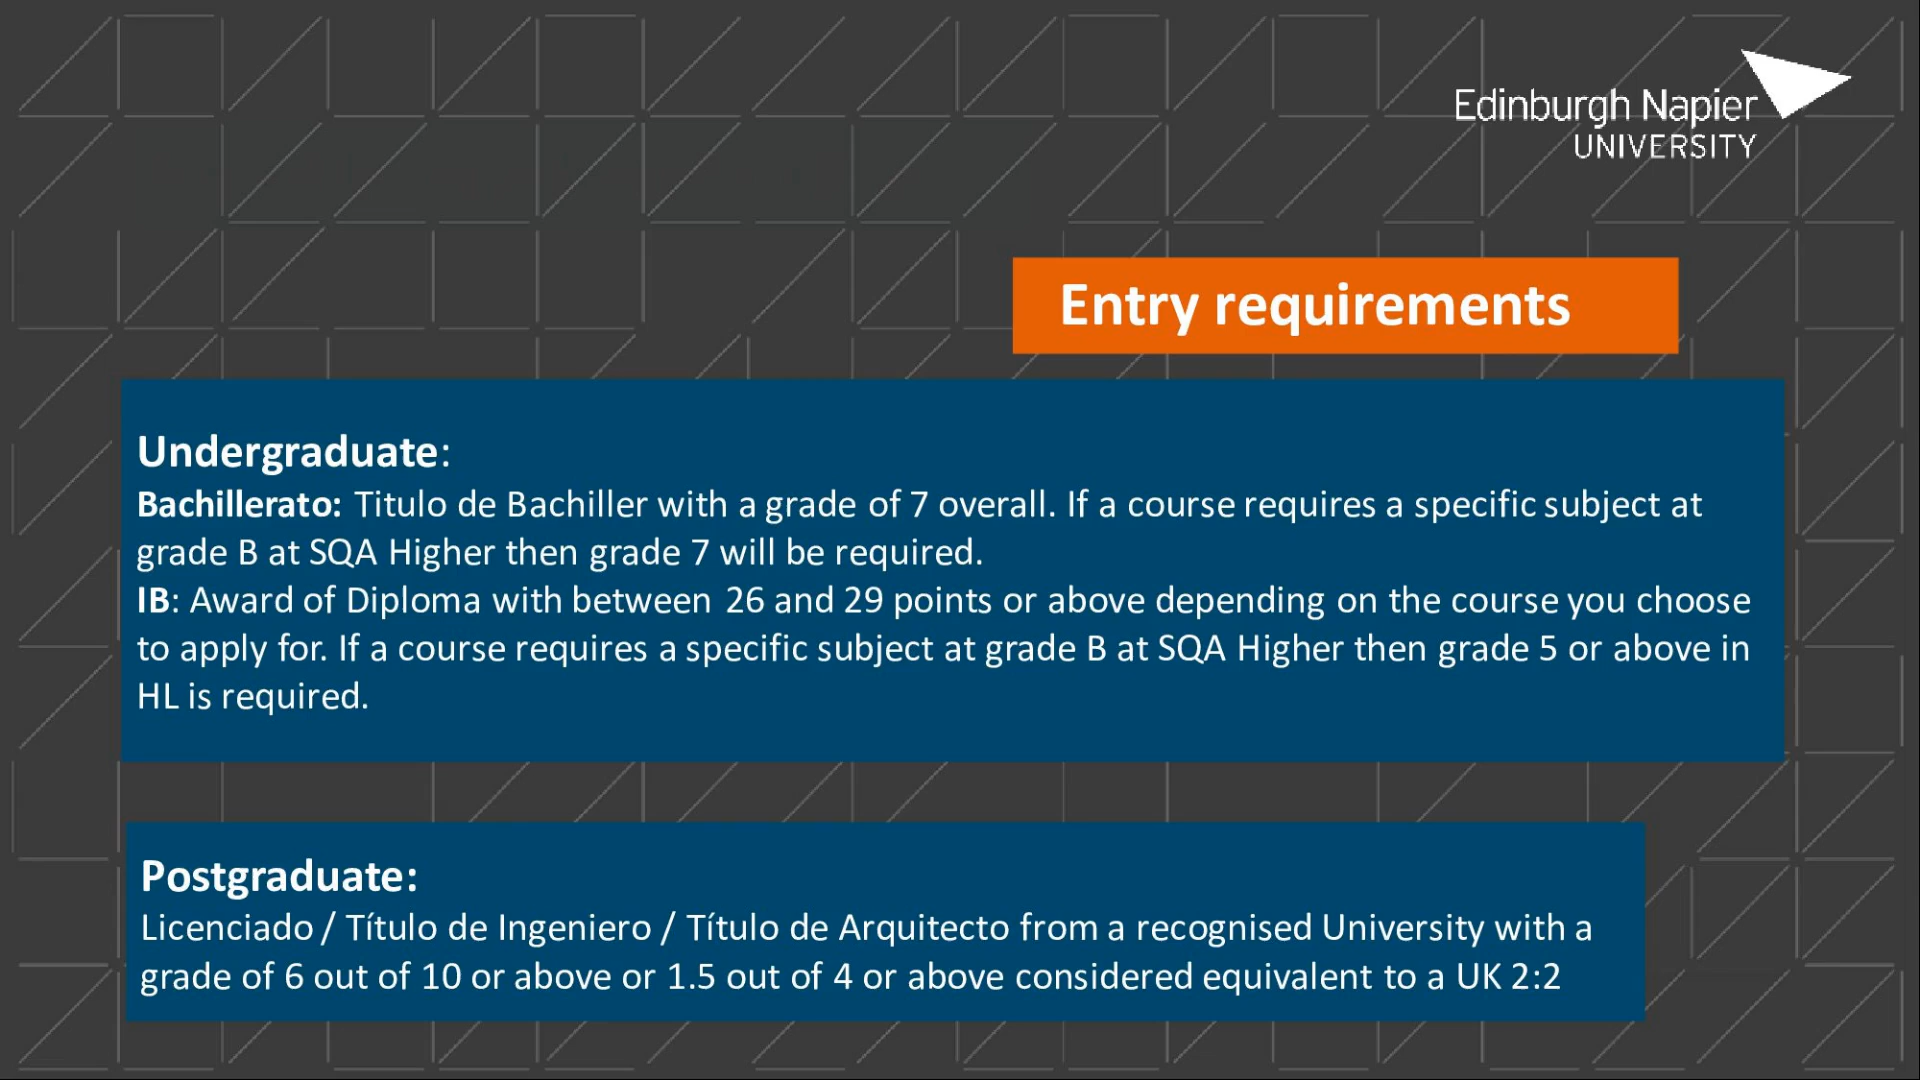 Edinburgh Napier
UNIVERSITY
Entry requirements
Undergraduate:
Bachillerato: Titulo de Bachiller with a grade of 7 overall. If a course requires a specific subject at
grade B at SQA Higher then grade 7 will be required.
IB: Award of Diploma with between 26 and 29 points or above depending on the course you choose
to apply for. If a course requires a specific subject at grade B at SQA Higher then grade 5 or above in
HL is required.
Postgraduate:
Licenciado / Título de Ingeniero / Título de Arquitecto from a recognised University with a
grade of 6 out of 10 or above or 1.5 out of 4 or above considered equivalent to a UK 2:2